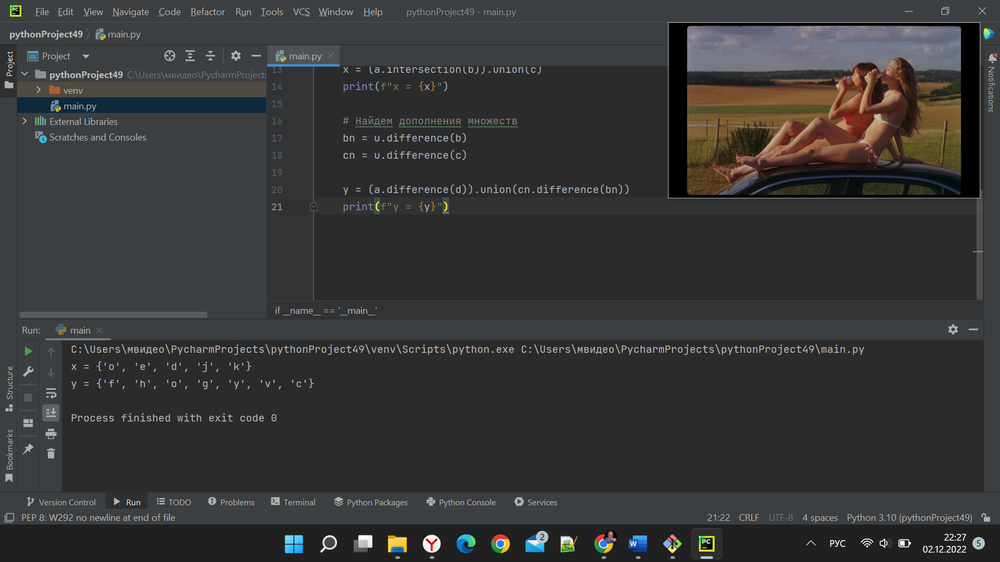 File Edit View Navigate Code Refactor Run Tools VCS Window Help pythonProject49 - main.py
pythonProject49 main.py
Project
Project
main.py
Notifications
pythonProject49 C:\Users\мвидео\PycharmProjects
venv
main.py
External Libraries
Scratches and Consoles
13 x = (a.intersection(b)).union(c)
14 print(f"x = {x}")
15
16 # Найдем дополнения множеств
17 bn = u.difference(b)
18 cn = u.difference(c)
19
20 y = (a.difference(d)).union(cn.difference(bn))
21 print(f"y = {y}")
if __name__ == '__main__'
Run: main
C:\Users\мвидео\PycharmProjects\pythonProject49\venv\Scripts\python.exe C:\Users\мвидео\PycharmProjects\pythonProject49\main.py
x = {'o', 'e', 'd', 'j', 'k'}
y = {'f', 'h', 'o', 'g', 'y', 'v', 'c'}
Process finished with exit code 0
Structure
Bookmarks
Version Control Run TODO Problems Terminal Python Packages Python Console Services
PEP 8: W292 no newline at end of file 21:22 CRLF UTF-8 4 spaces Python 3.10 (pythonProject49)
2
РУС
22:27
02.12.2022
5